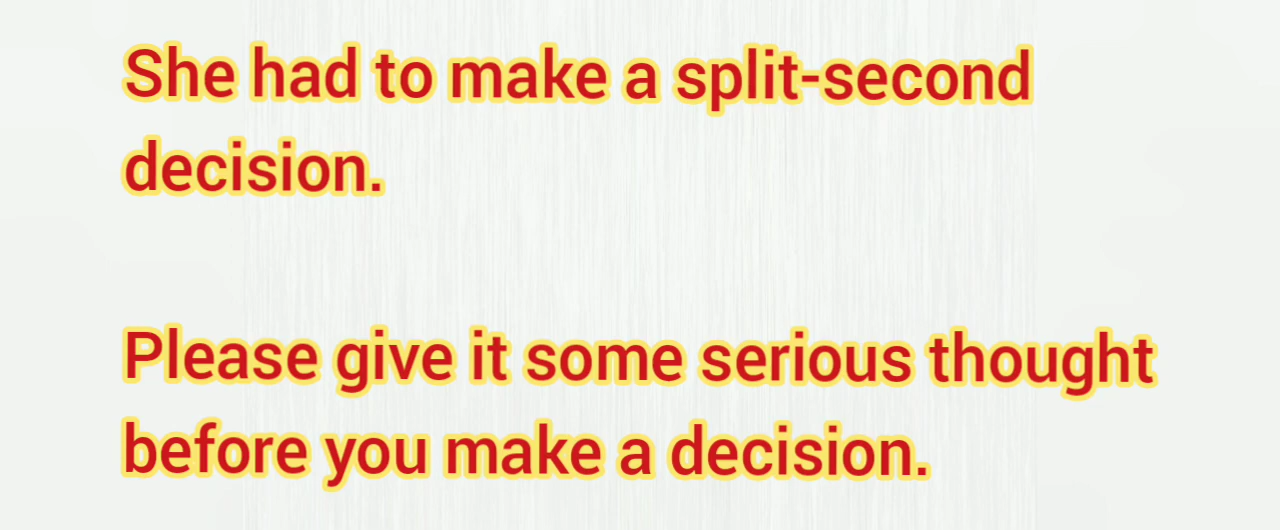 She had to make a split-second
decision.
Please give it some serious thought
before you make a decision.